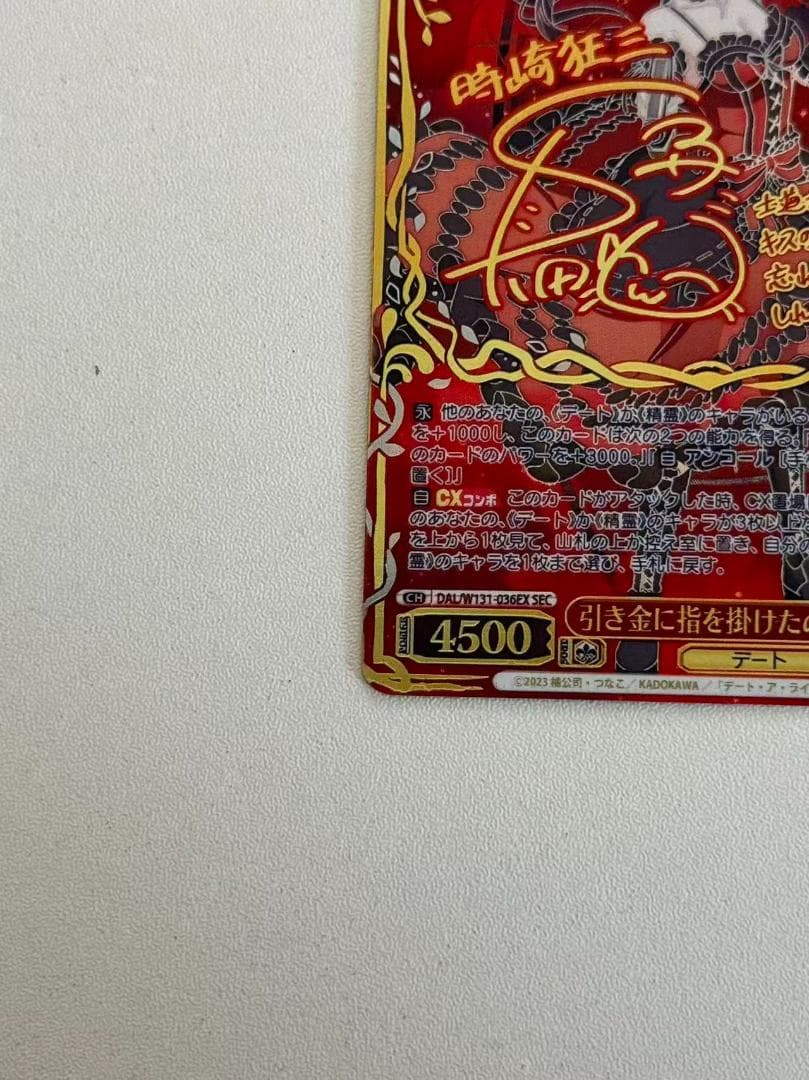 時崎狂三
真田
キスの
永 他のあなたの、《デート》か《精霊》のキャラがいる
を+1000し、このカードは次の2つの能力を得る。『
のカードのパワーを+3000。』『自 アンコール [手
置く]』
自 CXコンボ このカードがアタックした時、CX置場
のあなたの、《デート》か《精霊》のキャラが3枚以上
を上から1枚見て、山札の上か控え室に置き、自分の
霊》のキャラを1枚まで選び、手札に戻す。
CH DAL/W131-036EX SEC
POWER 4500 引き金に指を掛けたの
デート
©2023 橘公司・つなこ/KADOKAWA/「デート・ア・ライ